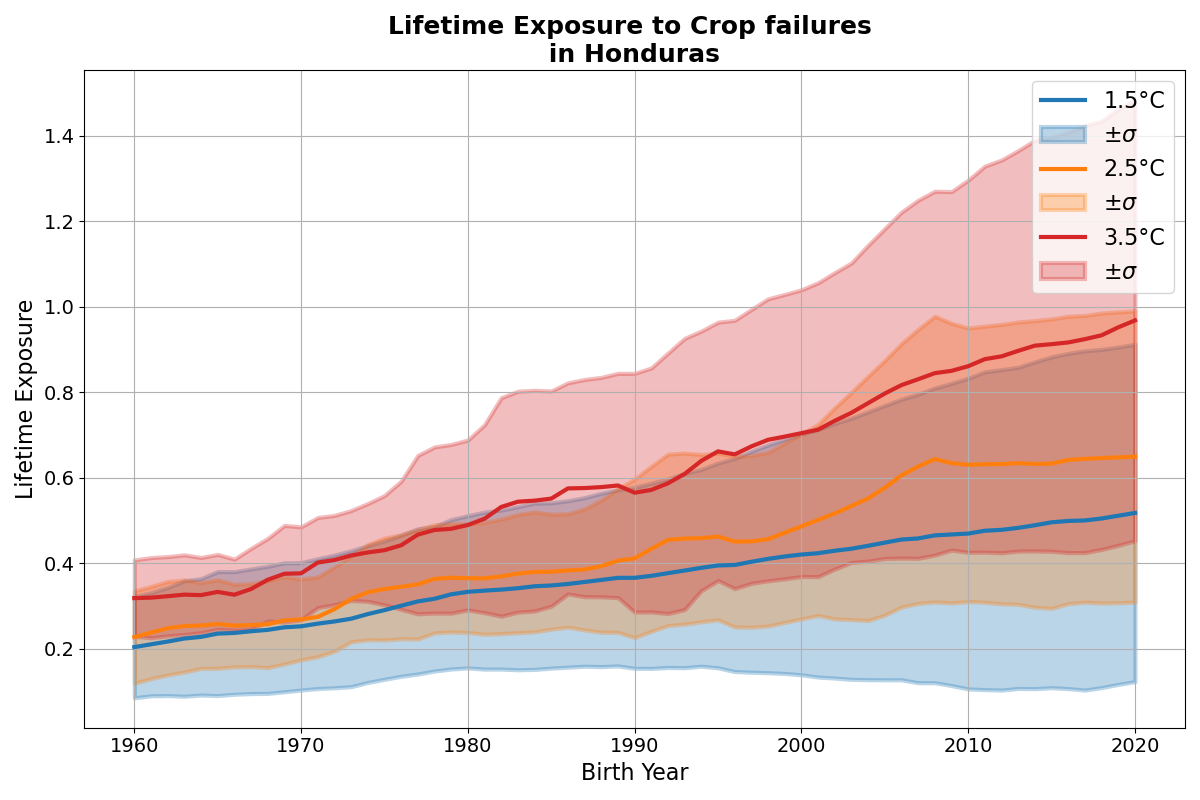 Lifetime Exposure to Crop failures
in Honduras
1.5°C
±σ
2.5°C
±σ
3.5°C
±σ
Lifetime Exposure
1.4
1.2
1.0
0.8
0.6
0.4
0.2
1960 1970 1980 1990 2000 2010 2020
Birth Year